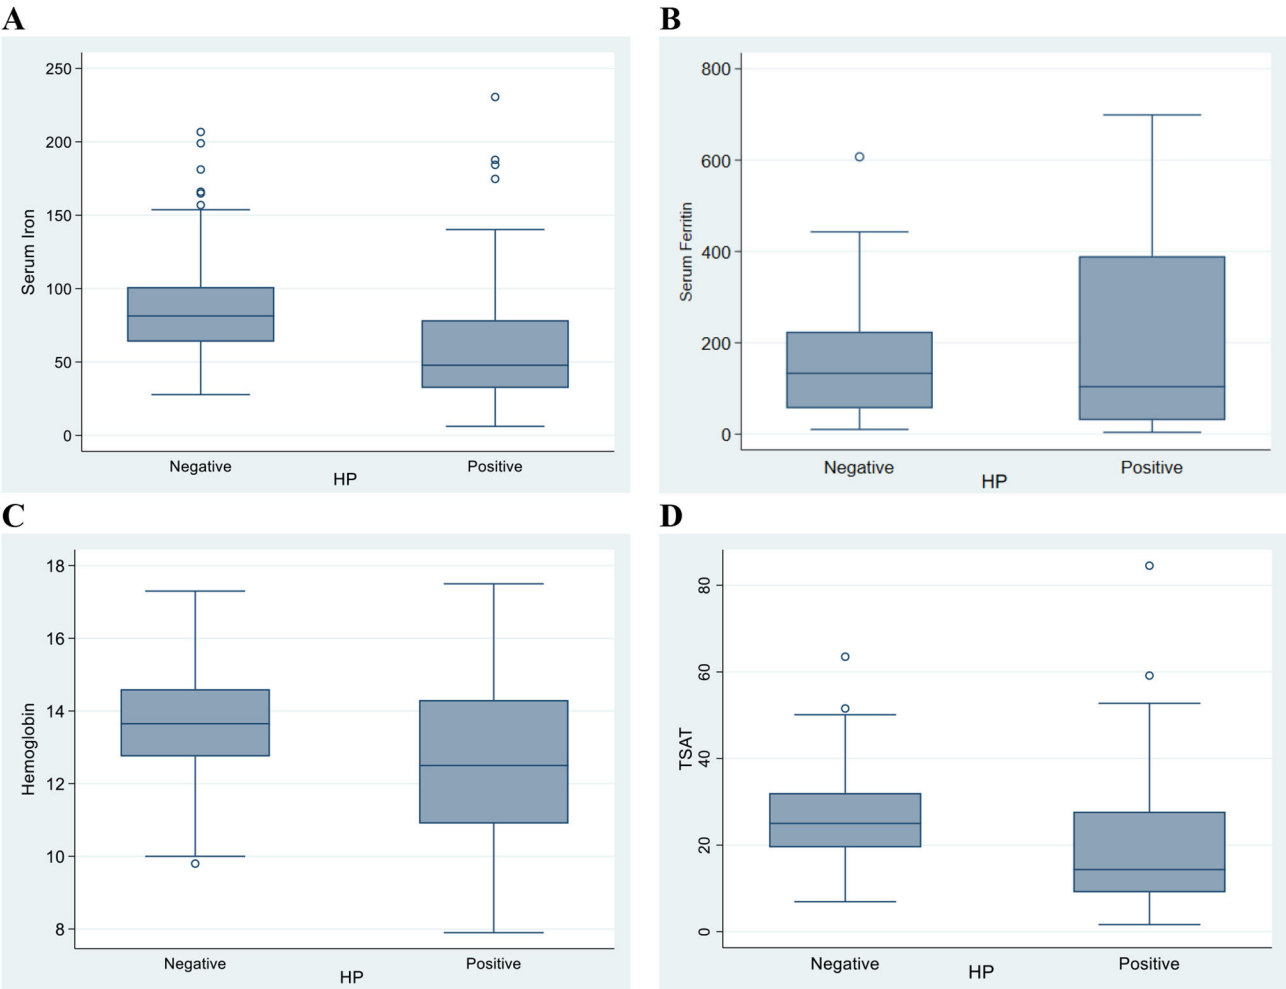 A
250
200
150
100
50
0
Serum Iron
Negative
Positive
HP
B
800
600
400
200
0
Serum Ferritin
Negative
Positive
HP
C
18
16
14
12
10
8
Hemoglobin
Negative
Positive
HP
D
80
60
40
20
0
TSAT
Negative
Positive
HP